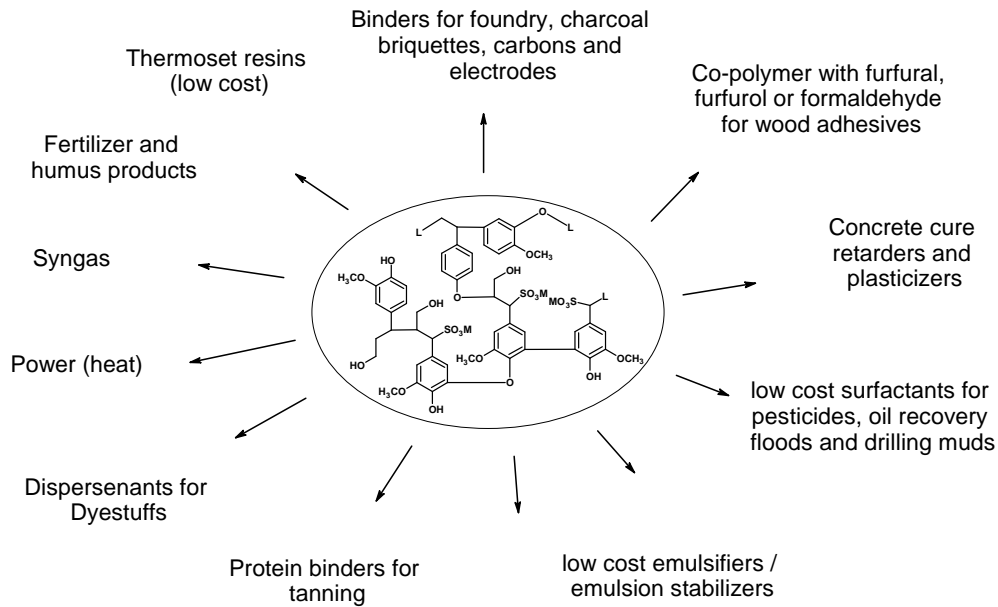 Binders for foundry, charcoal
briquettes, carbons and
electrodes
Thermoset resins
(low cost)
Co-polymer with furfural,
furfurol or formaldehyde
for wood adhesives
Fertilizer and
humus products
Concrete cure
retarders and
plasticizers
Syngas
Power (heat)
low cost surfactants for
pesticides, oil recovery
floods and drilling muds
Dispersenants for
Dyestuffs
Protein binders for
tanning
low cost emulsifiers /
emulsion stabilizers
L
O
L
OCH3
HO
H3CO
OH
O
SO3M
MO3S
L
OH
SO3M
HO
H3CO
OCH3
OH
H3CO
O
OH